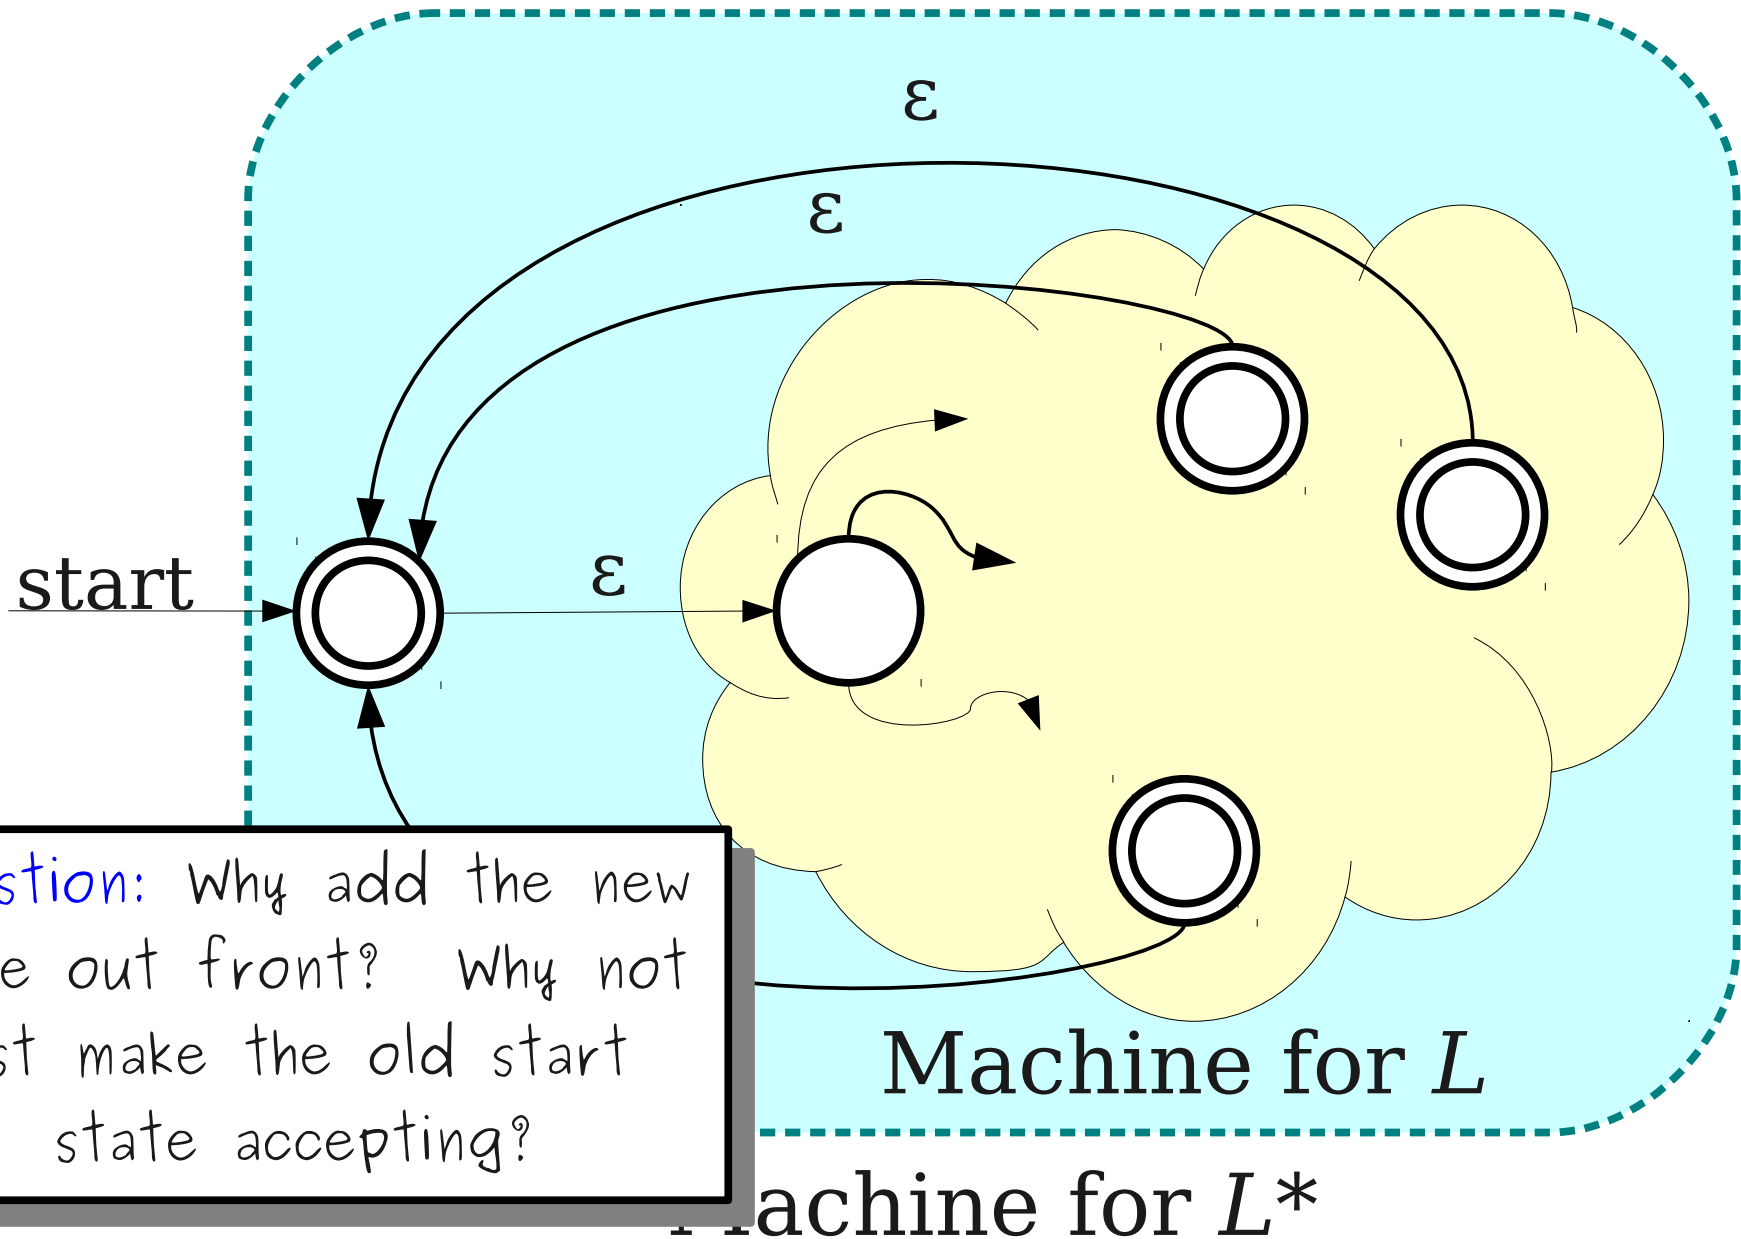 ε
ε
start
ε
stion: Why add the new
e out front? Why not
st make the old start
state accepting?
Machine for L
Machine for L*